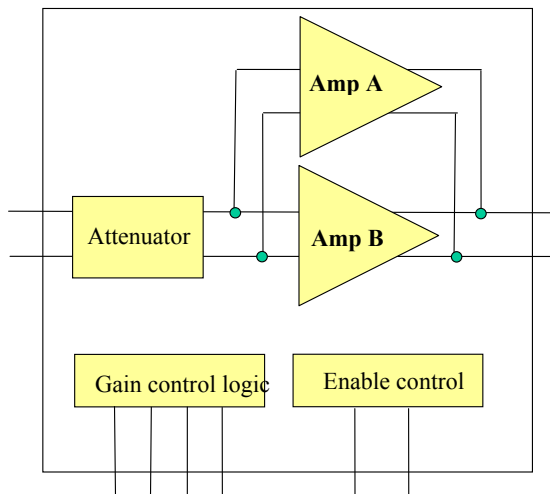 Amp A
Attenuator
Amp B
Gain control logic
Enable control